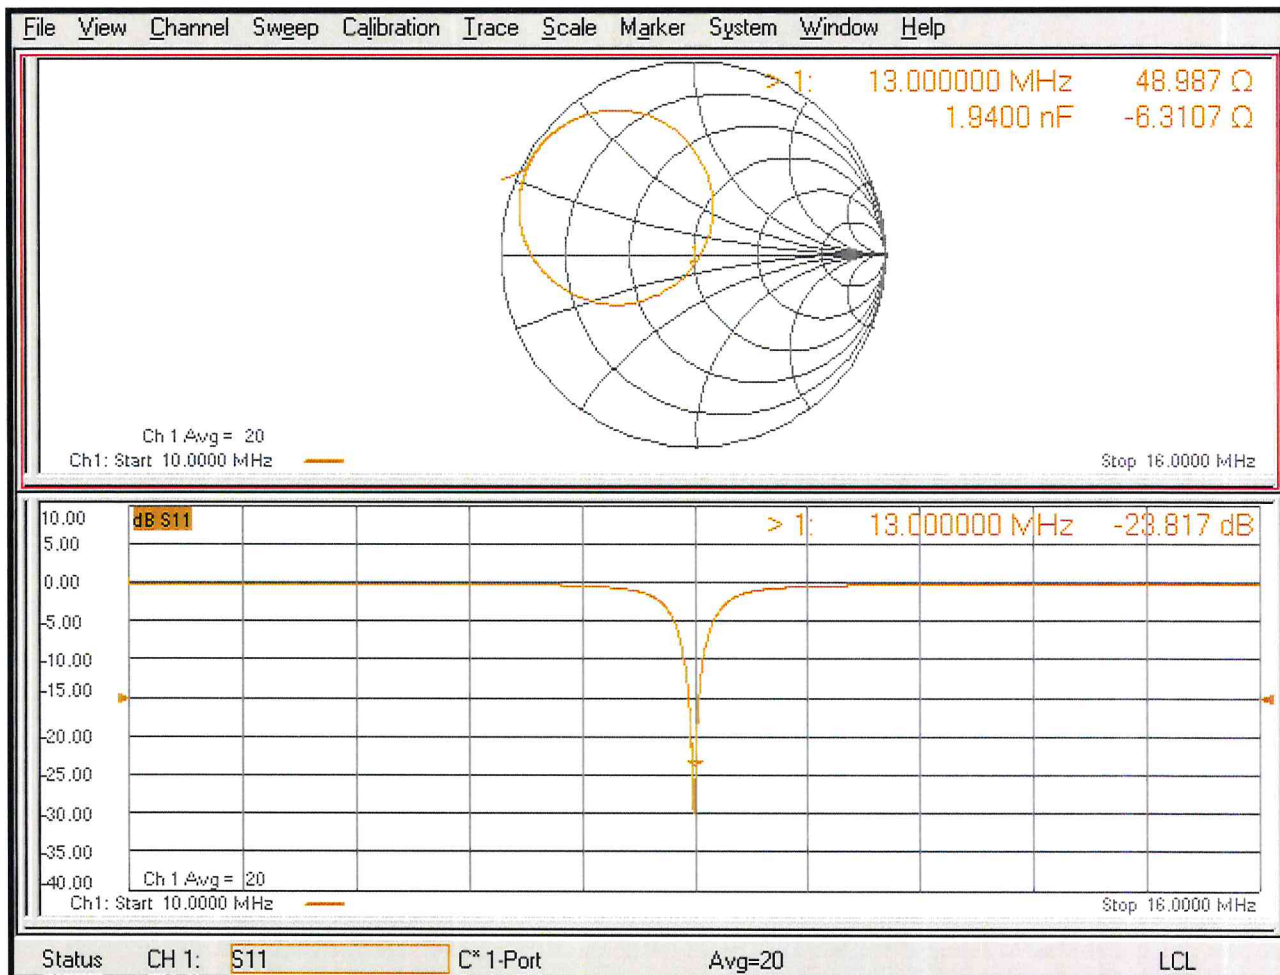 File View Channel Sweep Calibration Trace Scale Marker System Window Help
> 1: 13.000000 MHz 48.987 Ω
1.9400 nF -6.3107 Ω
Ch 1 Avg = 20
Ch1: Start 10.0000 MHz
Stop 16.0000 MHz
10.00
dB S11
> 1: 13.000000 MHz -23.817 dB
5.00
0.00
-5.00
-10.00
-15.00
-20.00
-25.00
-30.00
-35.00
-40.00
Ch 1 Avg = 20
Ch1: Start 10.0000 MHz
Stop 16.0000 MHz
Status CH 1: S11 C* 1-Port Avg=20 LCL